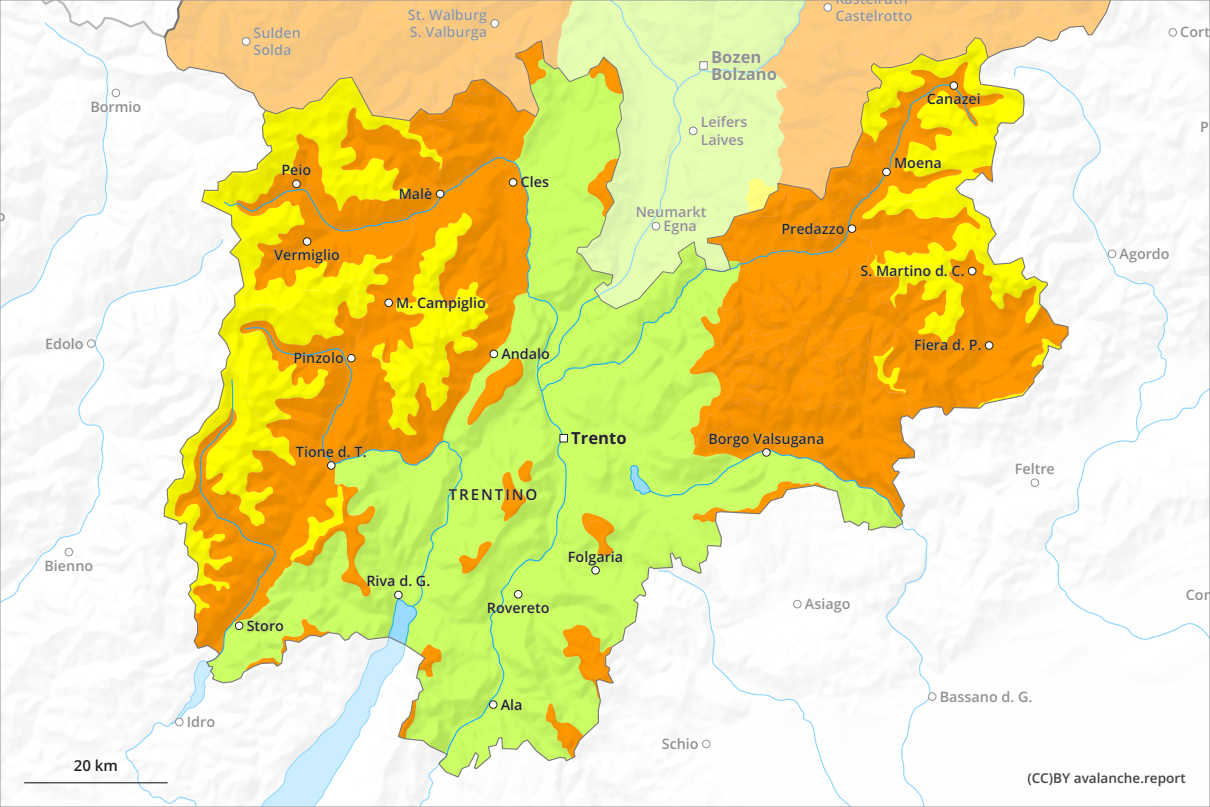 Kastelruth
Castelrotto
St. Walburg
S. Valburga
Sulden
Solda
Cort
Bozen
Bolzano
Bormio
Canazei
Leifers
Laives
P
Peio
Moena
Malè
Cles
Neumarkt
Egna
Predazzo
Vermiglio
Agordo
S. Martino d. C.
M. Campiglio
Edolo
Pinzolo
Andalo
Fiera d. P.
Trento
Borgo Valsugana
Tione d. T.
Feltre
TRENTINO
Bienno
Folgaria
Riva d. G.
Cor
Rovereto
Asiago
Storo
Bassano d. G.
Ala
Idro
Schio
20 km
(CC)BY avalanche.report